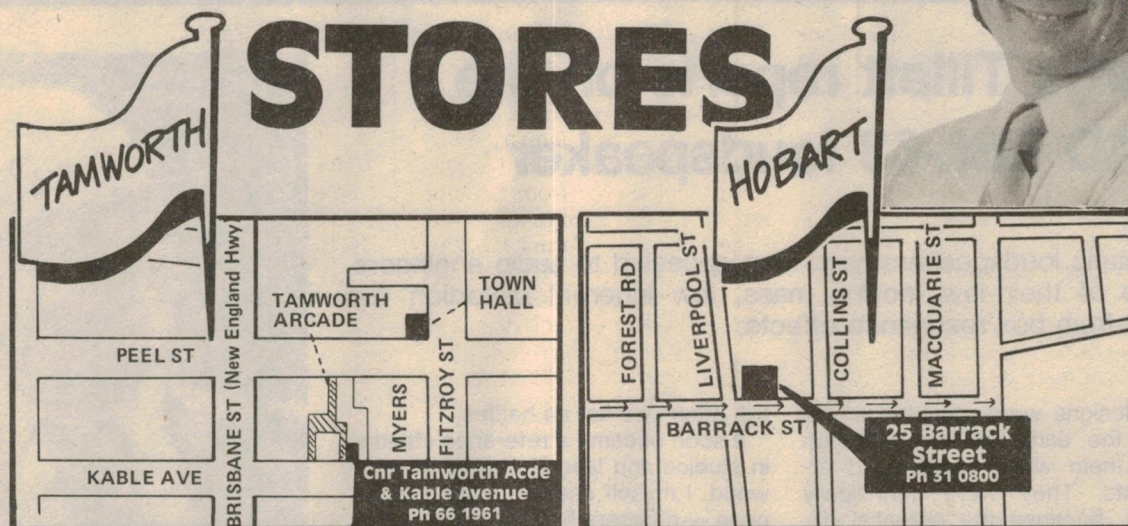 STORES
TAMWORTH
HOBART
TAMWORTH
ARCADE
TOWN
HALL
PEEL ST
BRISBANE ST (New England Hwy)
MYERS
FITZROY ST
KABLE AVE
Cnr Tamworth Acde
& Kable Avenue
Ph 66 1961
FOREST RD
LIVERPOOL ST
COLLINS ST
MACQUARIE ST
BARRACK ST
25 Barrack
Street
Ph 31 0800